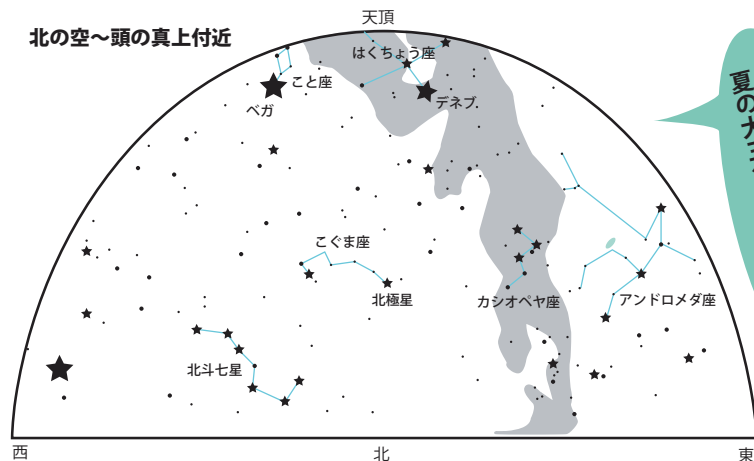 北の空〜頭の真上付近
天頂
はくちょう座
こと座
ベガ
デネブ
こぐま座
北極星
カシオペヤ座
アンドロメダ座
北斗七星
西
北
東
夏の大三